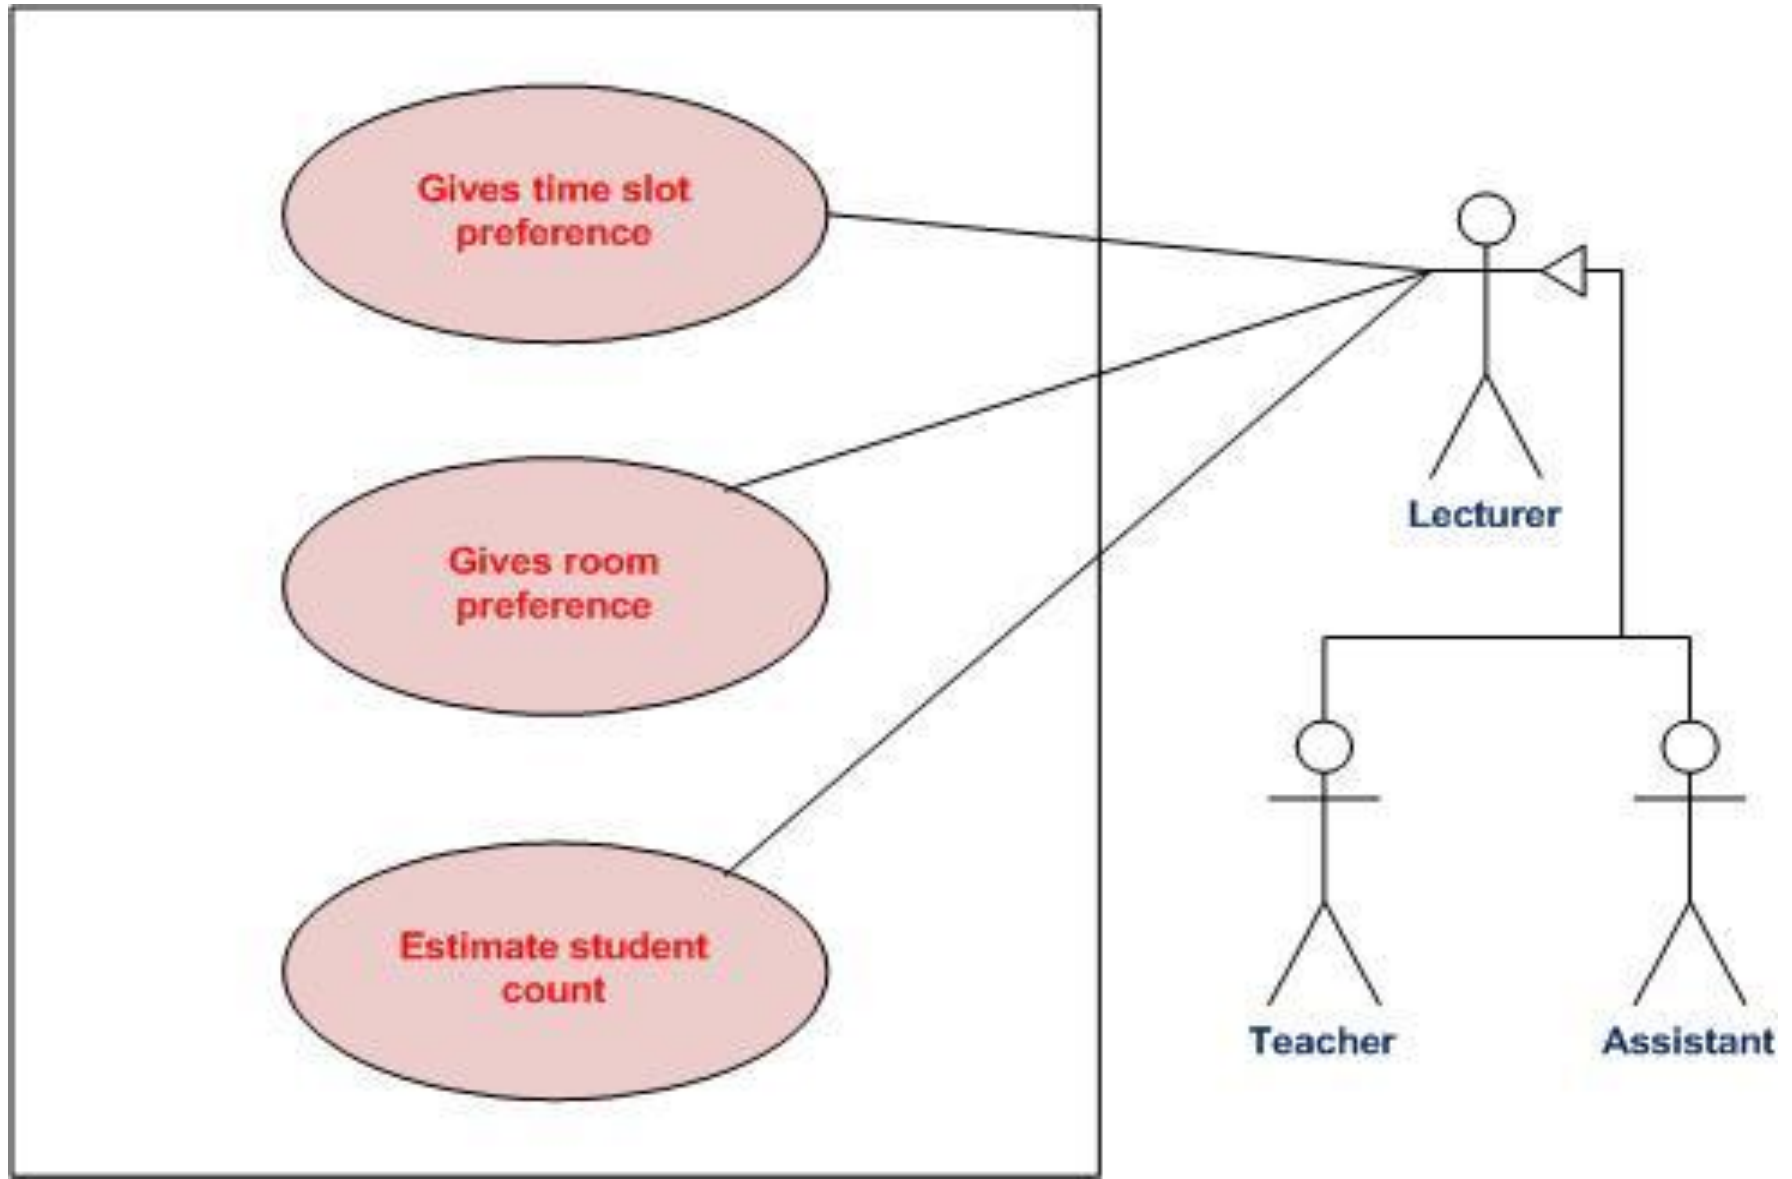 Gives time slot
preference
Lecturer
Gives room
preference
Estimate student
count
Teacher
Assistant